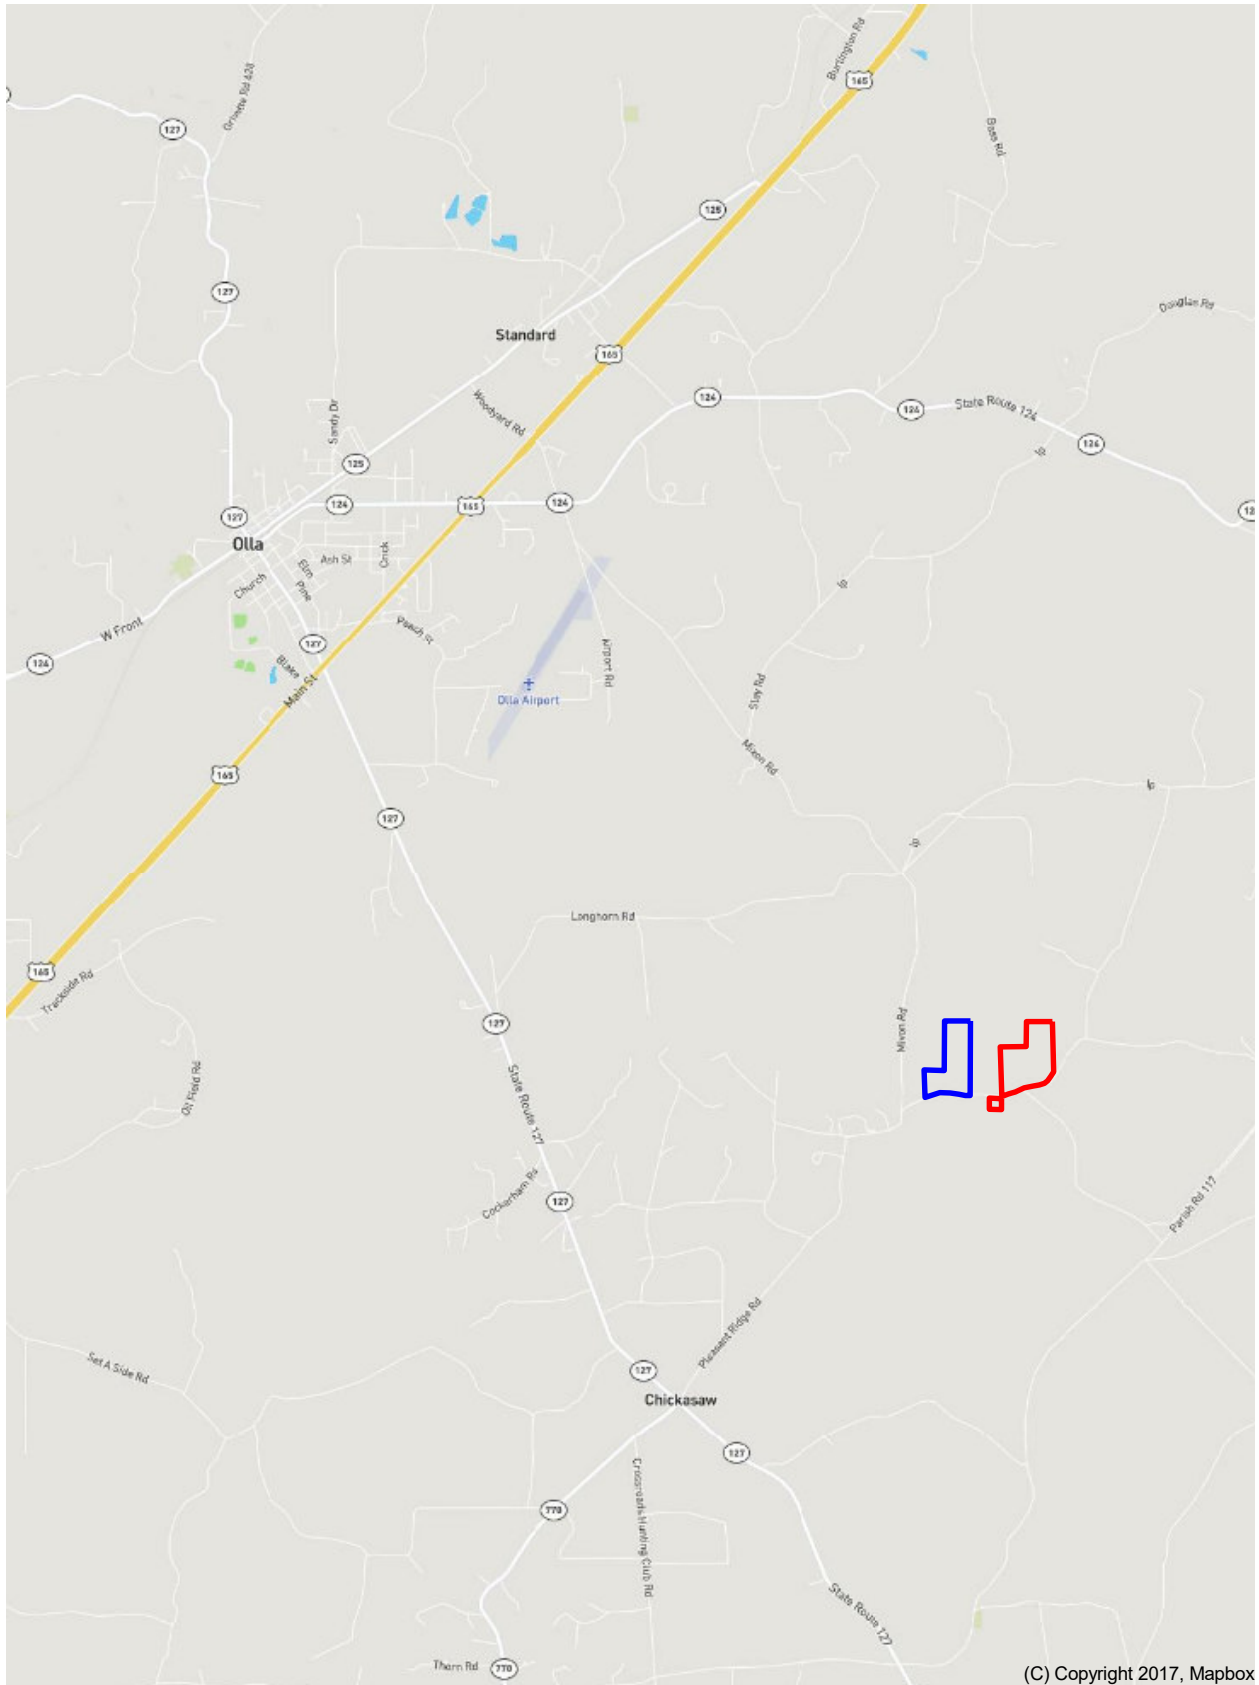 Burlington Rd
165
Bass Rd
127
125
127
Douglas Rd
Standard
165
124
124
State Route 124
124
Woodyard Rd
Sandy Dr
125
124
165
124
127
Olla
Ash St
Crick
Elm
Pine
Church
W Front
Peach St
127
124
Blake
Main St
Airport Rd
Olla Airport
Slay Rd
Mixon Rd
165
127
Longhorn Rd
165
Trackside Rd
127
Mixon Rd
Oil Field Rd
State Route 127
Cockerham Rd
127
Parish Rd 117
Pleasant Ridge Rd
Set A Side Rd
127
Chickasaw
127
Crossroads Hunting Club Rd
770
State Route 127
Thorn Rd
770
(C) Copyright 2017, Mapbox